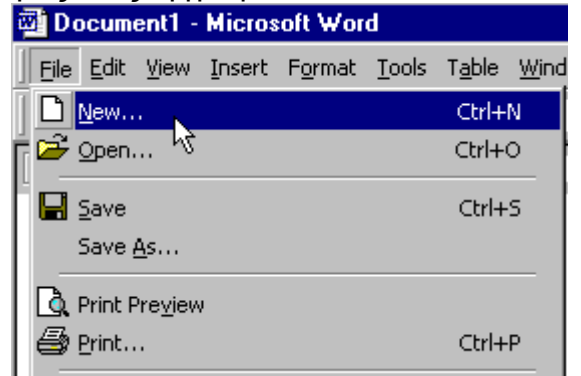 Document1 - Microsoft Word
File Edit View Insert Format Tools Table Wind
New... Ctrl+N
Open... Ctrl+O
Save Ctrl+S
Save As...
Print Preview
Print... Ctrl+P